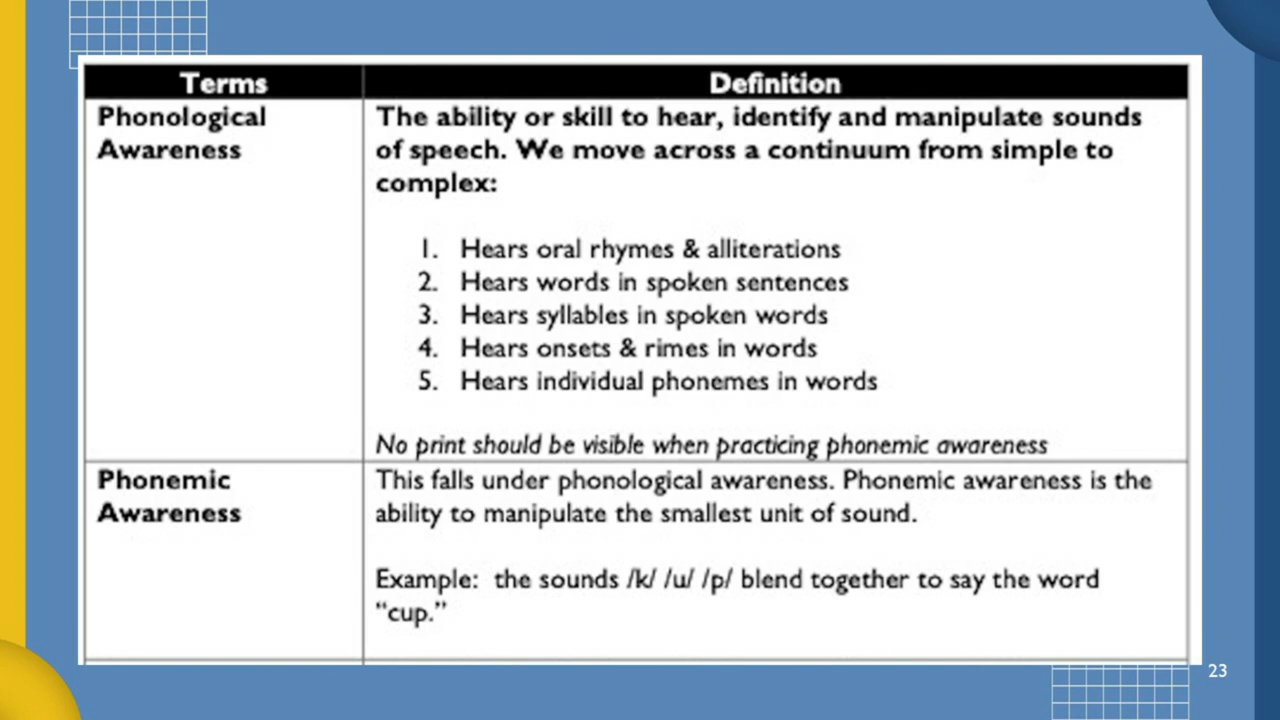 Terms Definition
Phonological Awareness
The ability or skill to hear, identify and manipulate sounds
of speech. We move across a continuum from simple to
complex:
1. Hears oral rhymes & alliterations
2. Hears words in spoken sentences
3. Hears syllables in spoken words
4. Hears onsets & rimes in words
5. Hears individual phonemes in words
No print should be visible when practicing phonemic awareness
Phonemic
Awareness
This falls under phonological awareness. Phonemic awareness is the
ability to manipulate the smallest unit of sound.
Example: the sounds /k/ /u/ /p/ blend together to say the word
“cup.”
23